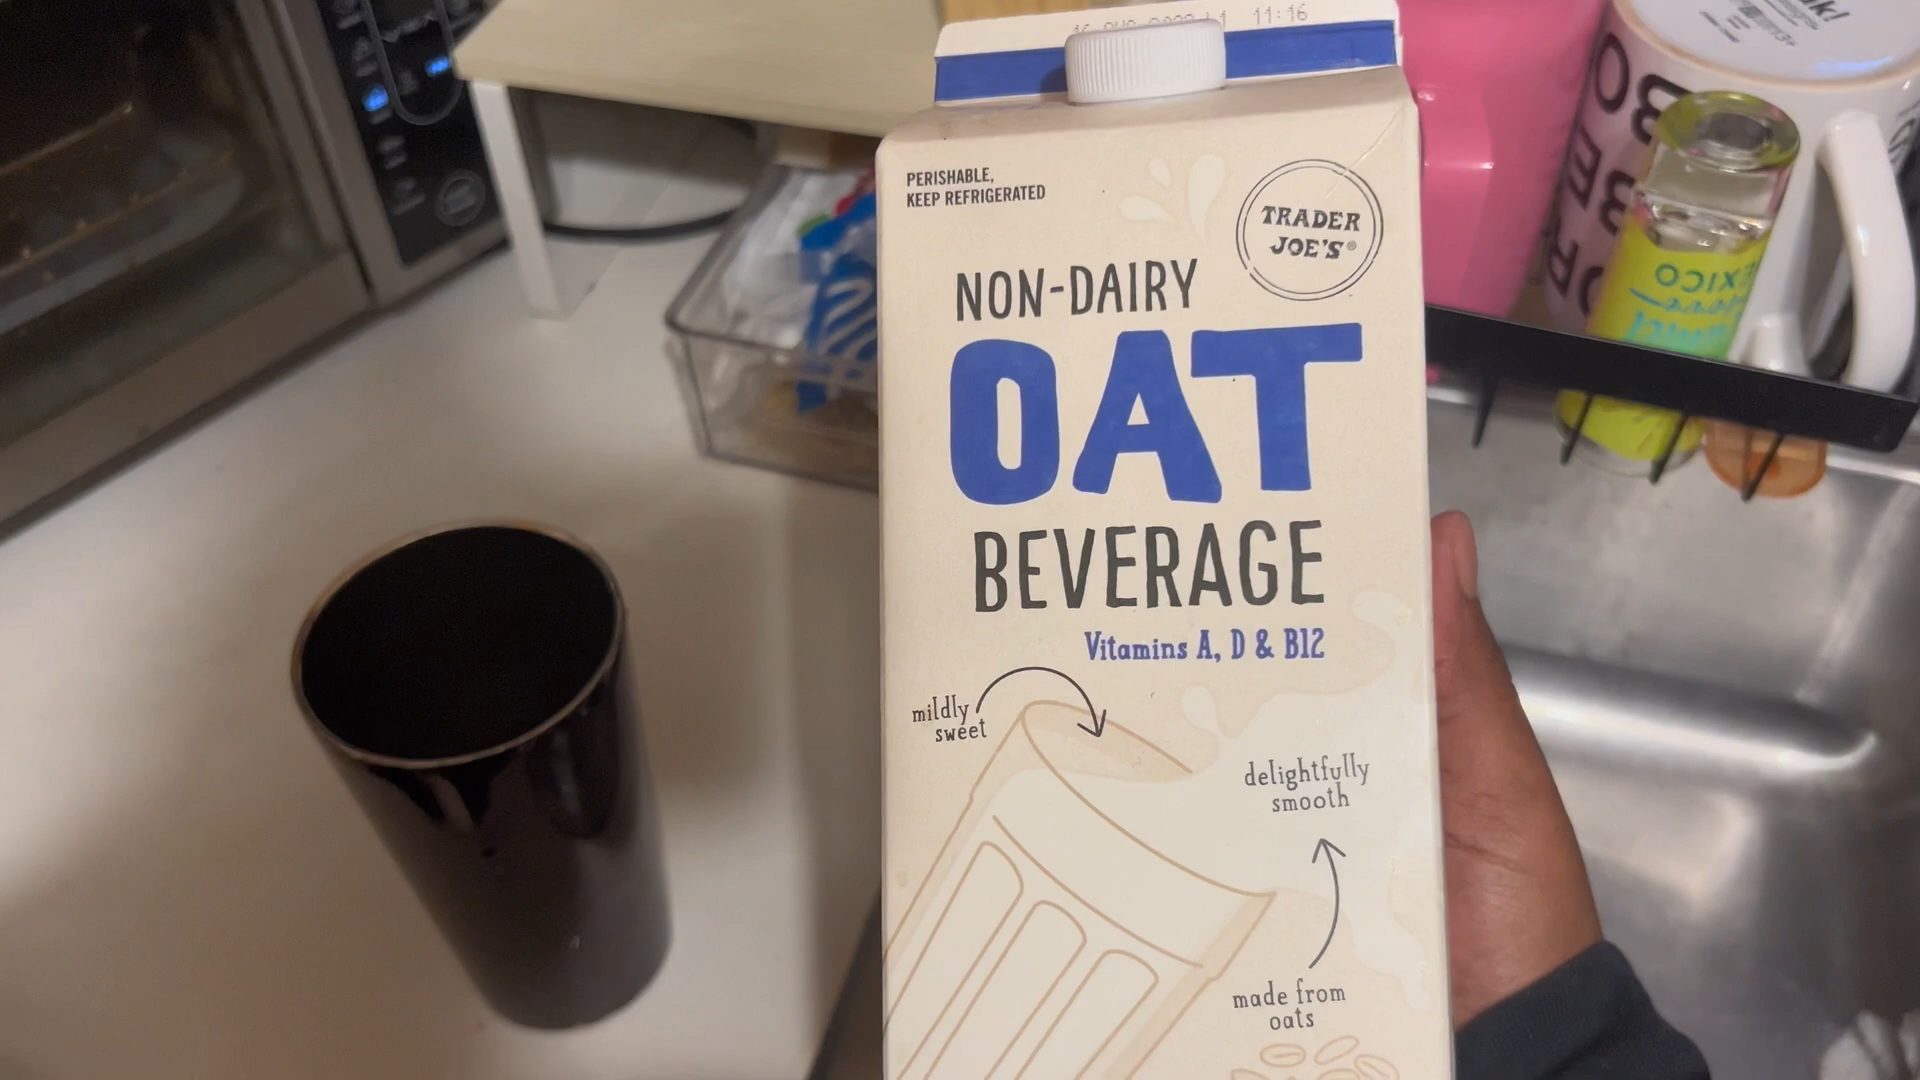 11:16
PERISHABLE,
KEEP REFRIGERATED
TRADER
JOE'S®
NON-DAIRY
OAT
BEVERAGE
Vitamins A, D & B12
mildly
sweet
delightfully
smooth
made from
oats